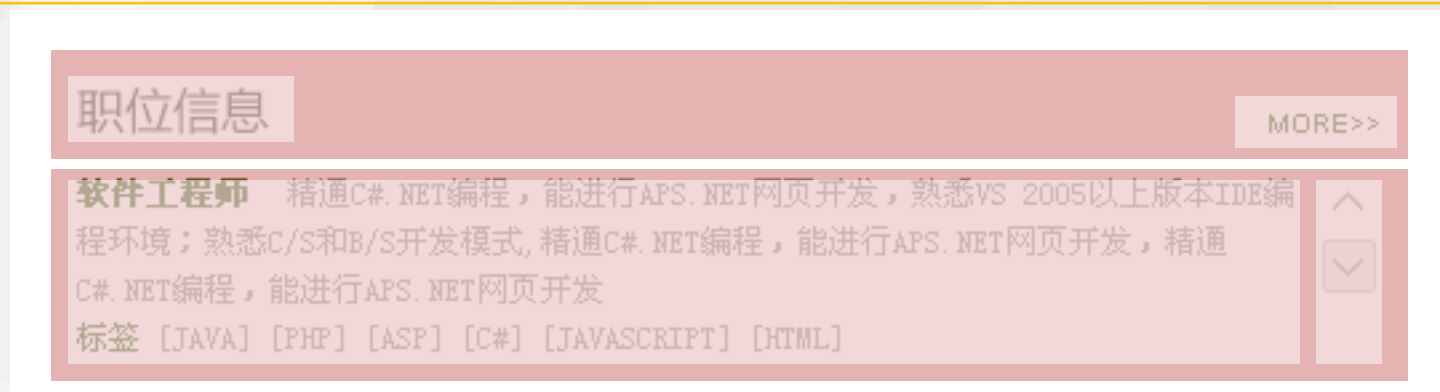 职位信息
MORE>>
软件工程师 精通C#.NET编程，能进行APS.NET网页开发，熟悉VS 2005以上版本IDE编
程环境；熟悉C/S和B/S开发模式,精通C#.NET编程，能进行APS.NET网页开发，精通
C#.NET编程，能进行APS.NET网页开发
标签 [JAVA] [PHP] [ASP] [C#] [JAVASCRIPT] [HTML]